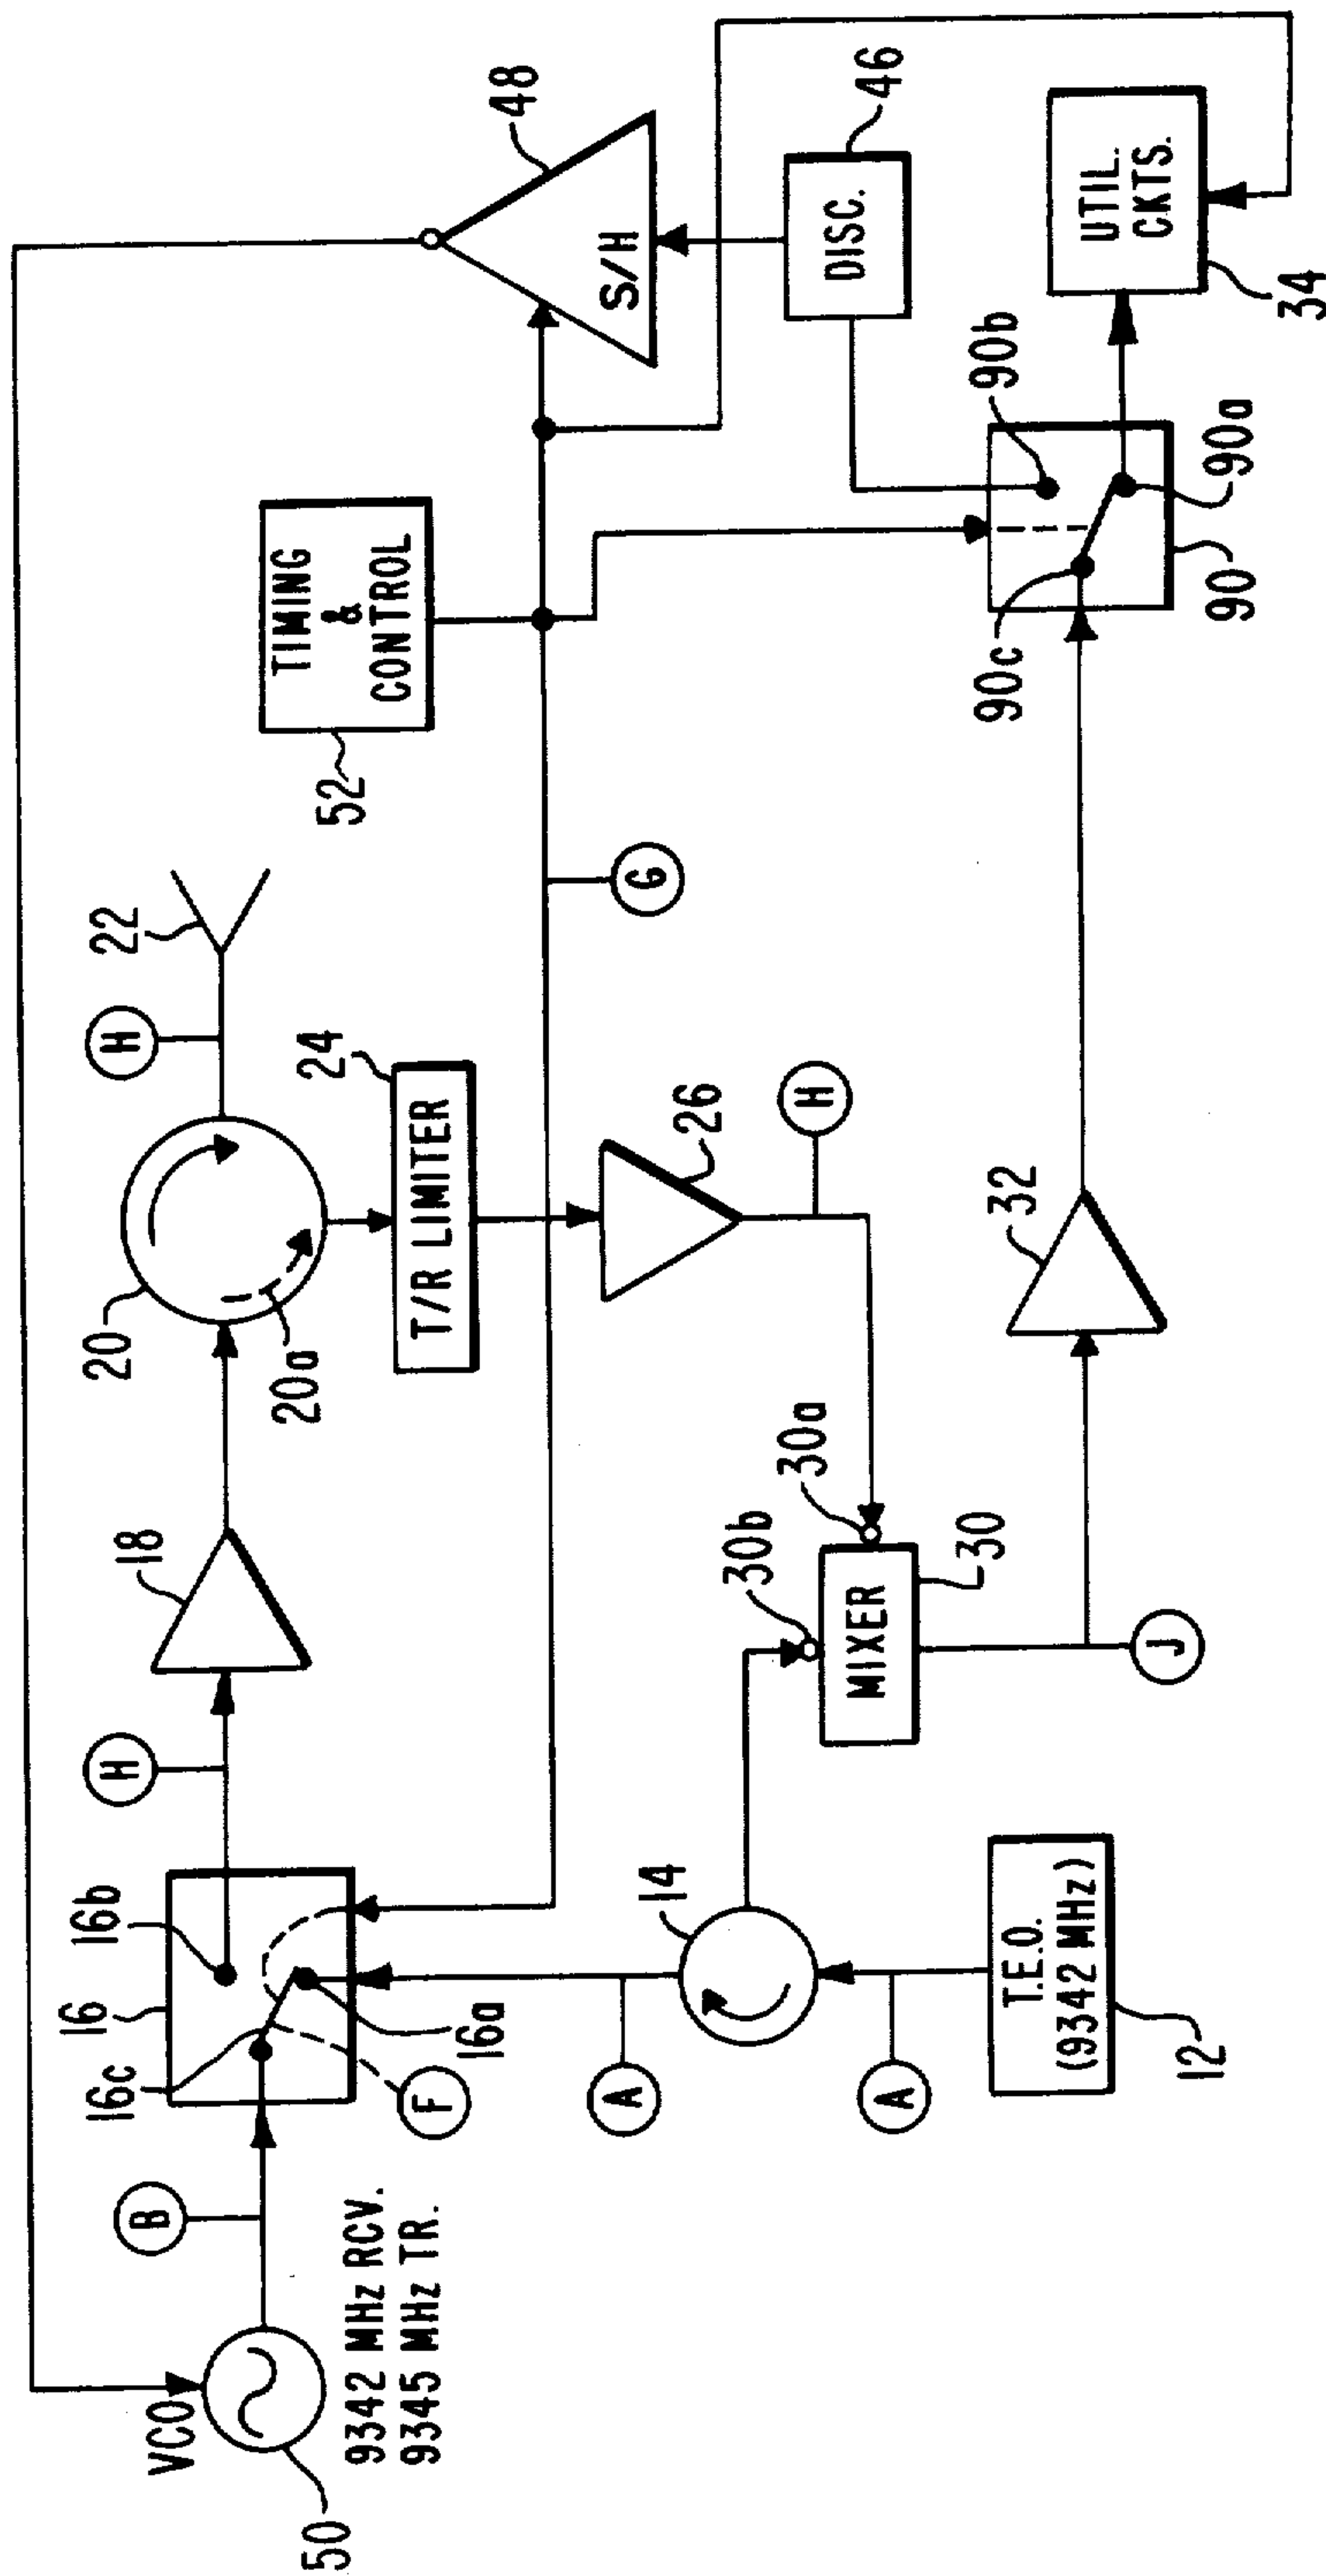 VCO
50
9342 MHz RCV.
9345 MHz TR.
B
16
16b
16c
16a
F
H
18
20
20a
H
22
24
T/R LIMITER
26
H
G
52
TIMING
&
CONTROL
48
S/H
46
DISC.
A
14
A
T.E.O.
(9342 MHz)
12
30b
30a
MIXER
30
J
32
90c
90b
90a
90
UTIL.
CKTS.
34